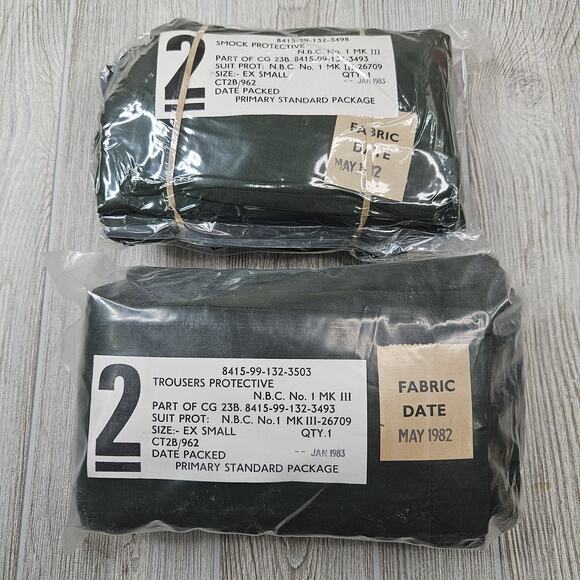 2
8415-99-132-3498
SMOCK PROTECTIVE
N.B.C. No. 1 MK III
PART OF CG 23B. 8415-99-132-3493
SUIT PROT: N.B.C. No. 1 MK III-26709
SIZE:- EX SMALL QTY.1
CT2B/962
DATE PACKED -- JAN 1983
PRIMARY STANDARD PACKAGE
FABRIC
DATE
MAY 1982
2
8415-99-132-3503
TROUSERS PROTECTIVE
N.B.C. No. 1 MK III
PART OF CG 23B. 8415-99-132-3493
SUIT PROT: N.B.C. No.1 MK III-26709
SIZE:- EX SMALL QTY.1
CT2B/962
DATE PACKED -- JAN 1983
PRIMARY STANDARD PACKAGE
FABRIC
DATE
MAY 1982